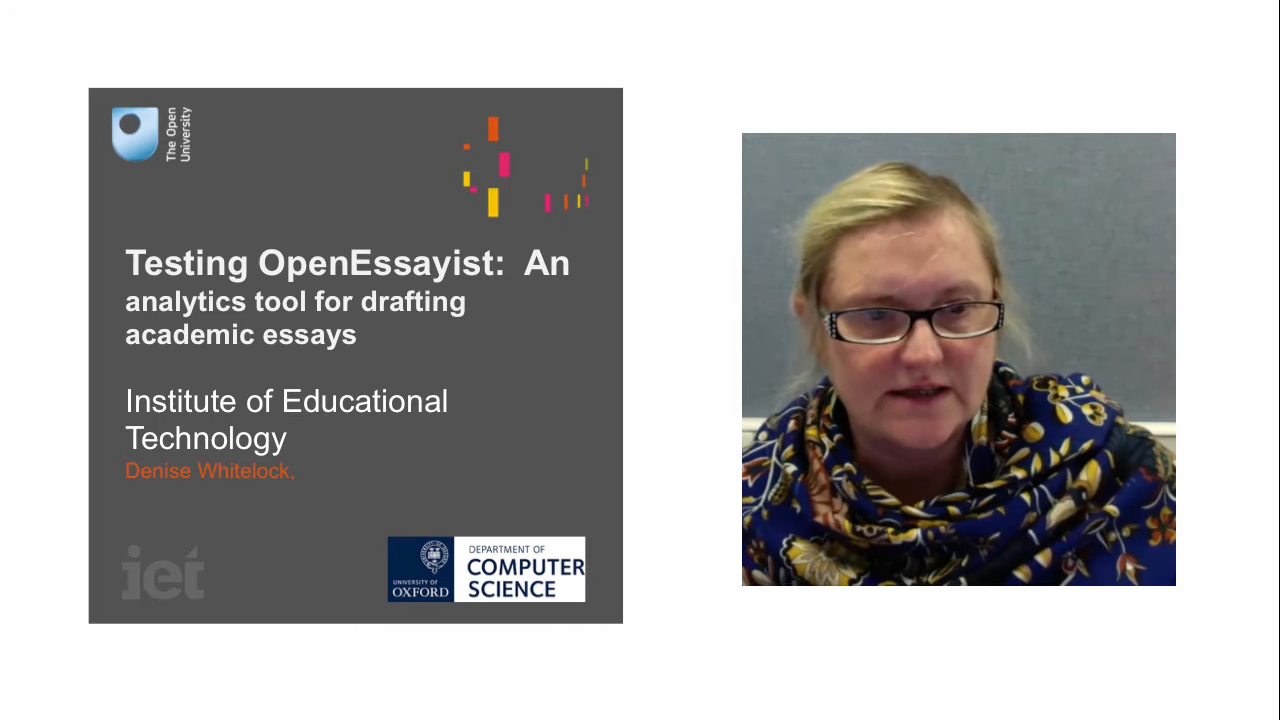 The Open
University
Testing OpenEssayist:  An
analytics tool for drafting
academic essays
Institute of Educational
Technology
Denise Whitelock,
iet
UNIVERSITY OF
OXFORD
DEPARTMENT OF
COMPUTER
SCIENCE